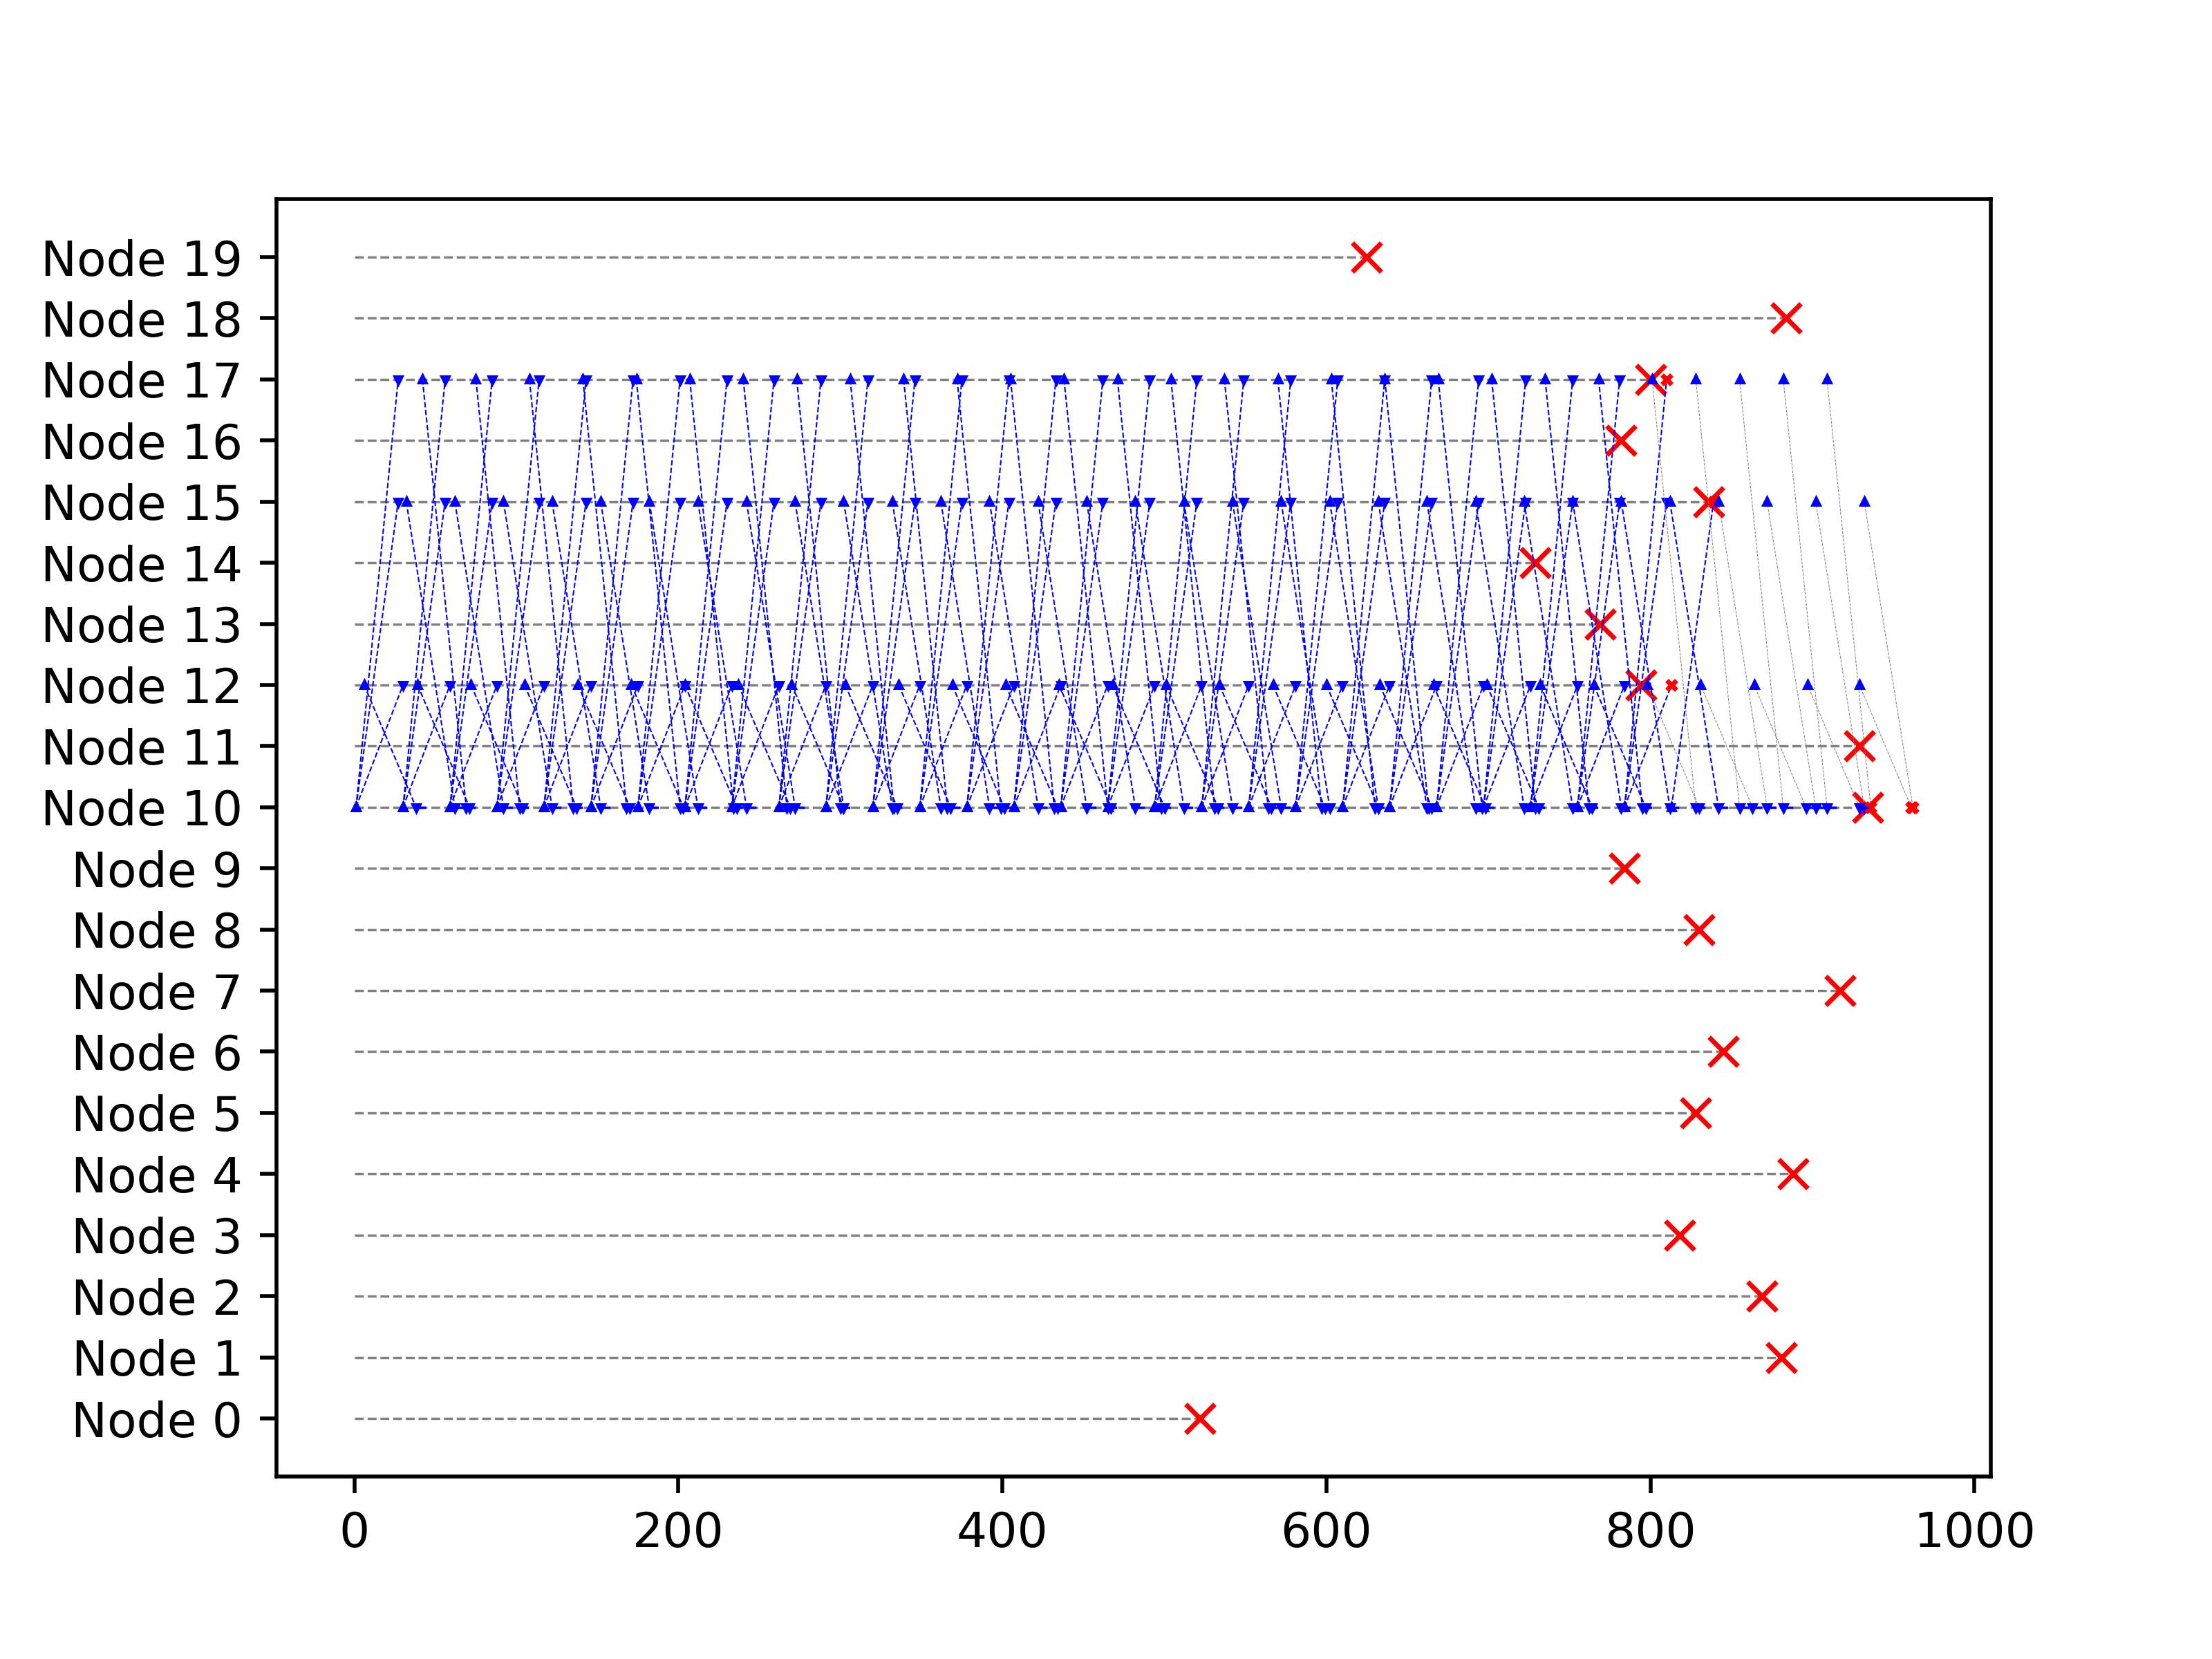 Node 19
Node 18
Node 17
Node 16
Node 15
Node 14
Node 13
Node 12
Node 11
Node 10
Node 9
Node 8
Node 7
Node 6
Node 5
Node 4
Node 3
Node 2
Node 1
Node 0
0 200 400 600 800 1000